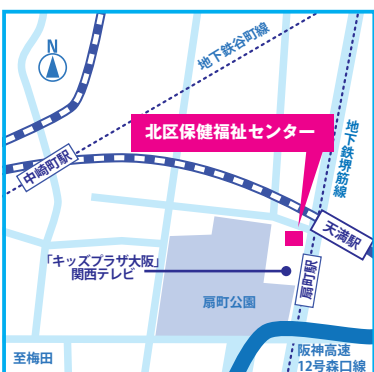 N
地下鉄谷町線
北区保健福祉センター
地下鉄堺筋線
中崎町駅
天満駅
「キッズプラザ大阪」
関西テレビ
扇町駅
扇町公園
至梅田
阪神高速
12号森口線